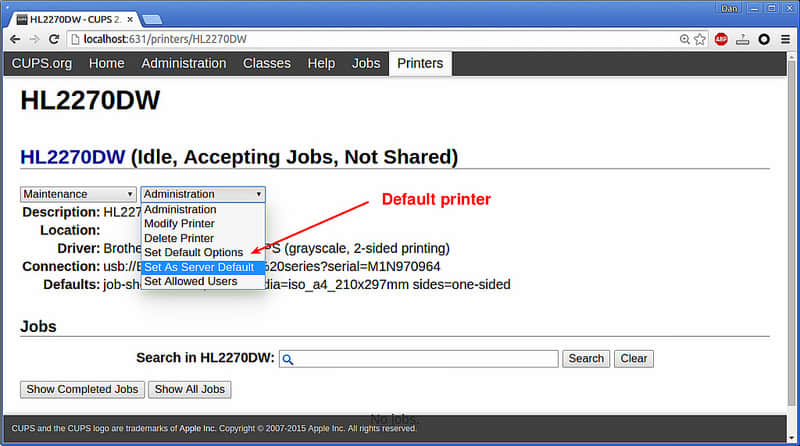 Dan
HL2270DW - CUPS 2. ×
localhost:631/printers/HL2270DW
ABP
CUPS.org Home Administration Classes Help Jobs Printers
HL2270DW
HL2270DW (Idle, Accepting Jobs, Not Shared)
Maintenance Administration
Default printer
Description: HL227
Administration
Location:
Modify Printer
Delete Printer
Driver: Brothe PS (grayscale, 2-sided printing)
Set Default Options
Connection: usb://B %20series?serial=M1N970964
Set As Server Default
Defaults: job-sh dia=iso_a4_210x297mm sides=one-sided
Set Allowed Users
Jobs
Search in HL2270DW: Search Clear
Show Completed Jobs Show All Jobs
No jobs.
CUPS and the CUPS logo are trademarks of Apple Inc. Copyright © 2007-2015 Apple Inc. All rights reserved.